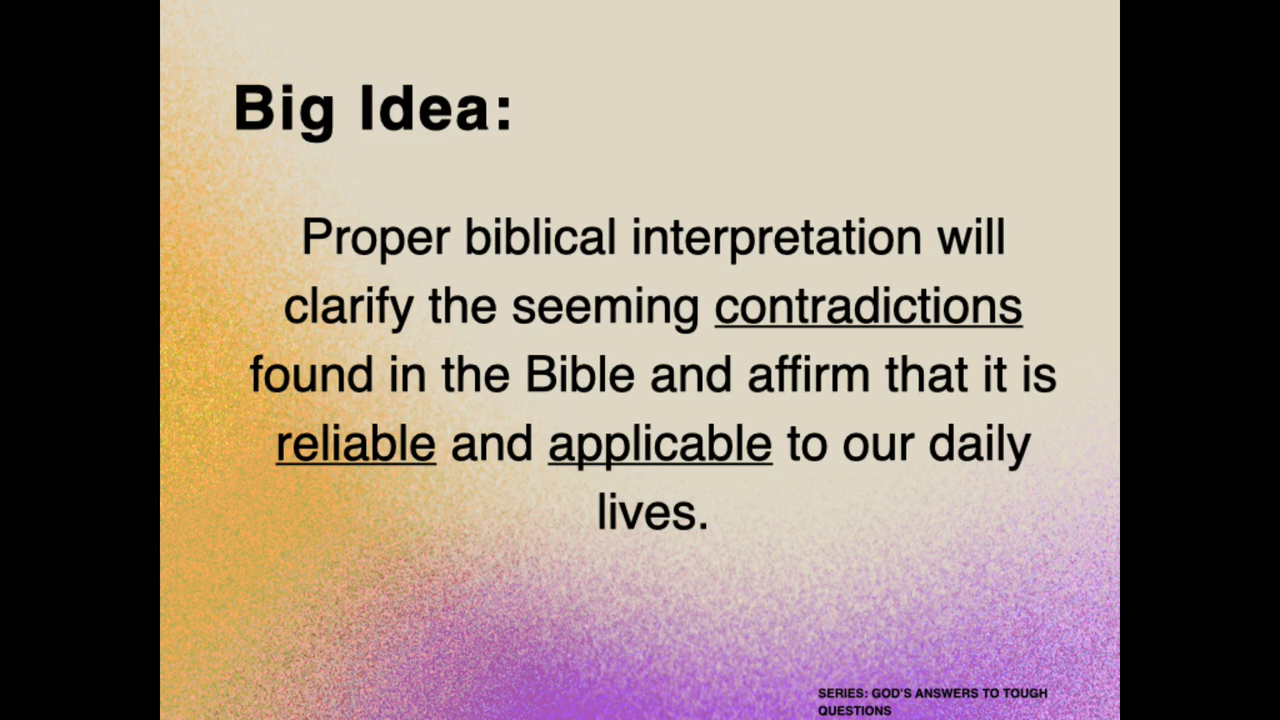 Big Idea:
Proper biblical interpretation will
clarify the seeming contradictions
found in the Bible and affirm that it is
reliable and applicable to our daily
lives.
SERIES: GOD'S ANSWERS TO TOUGH
QUESTIONS